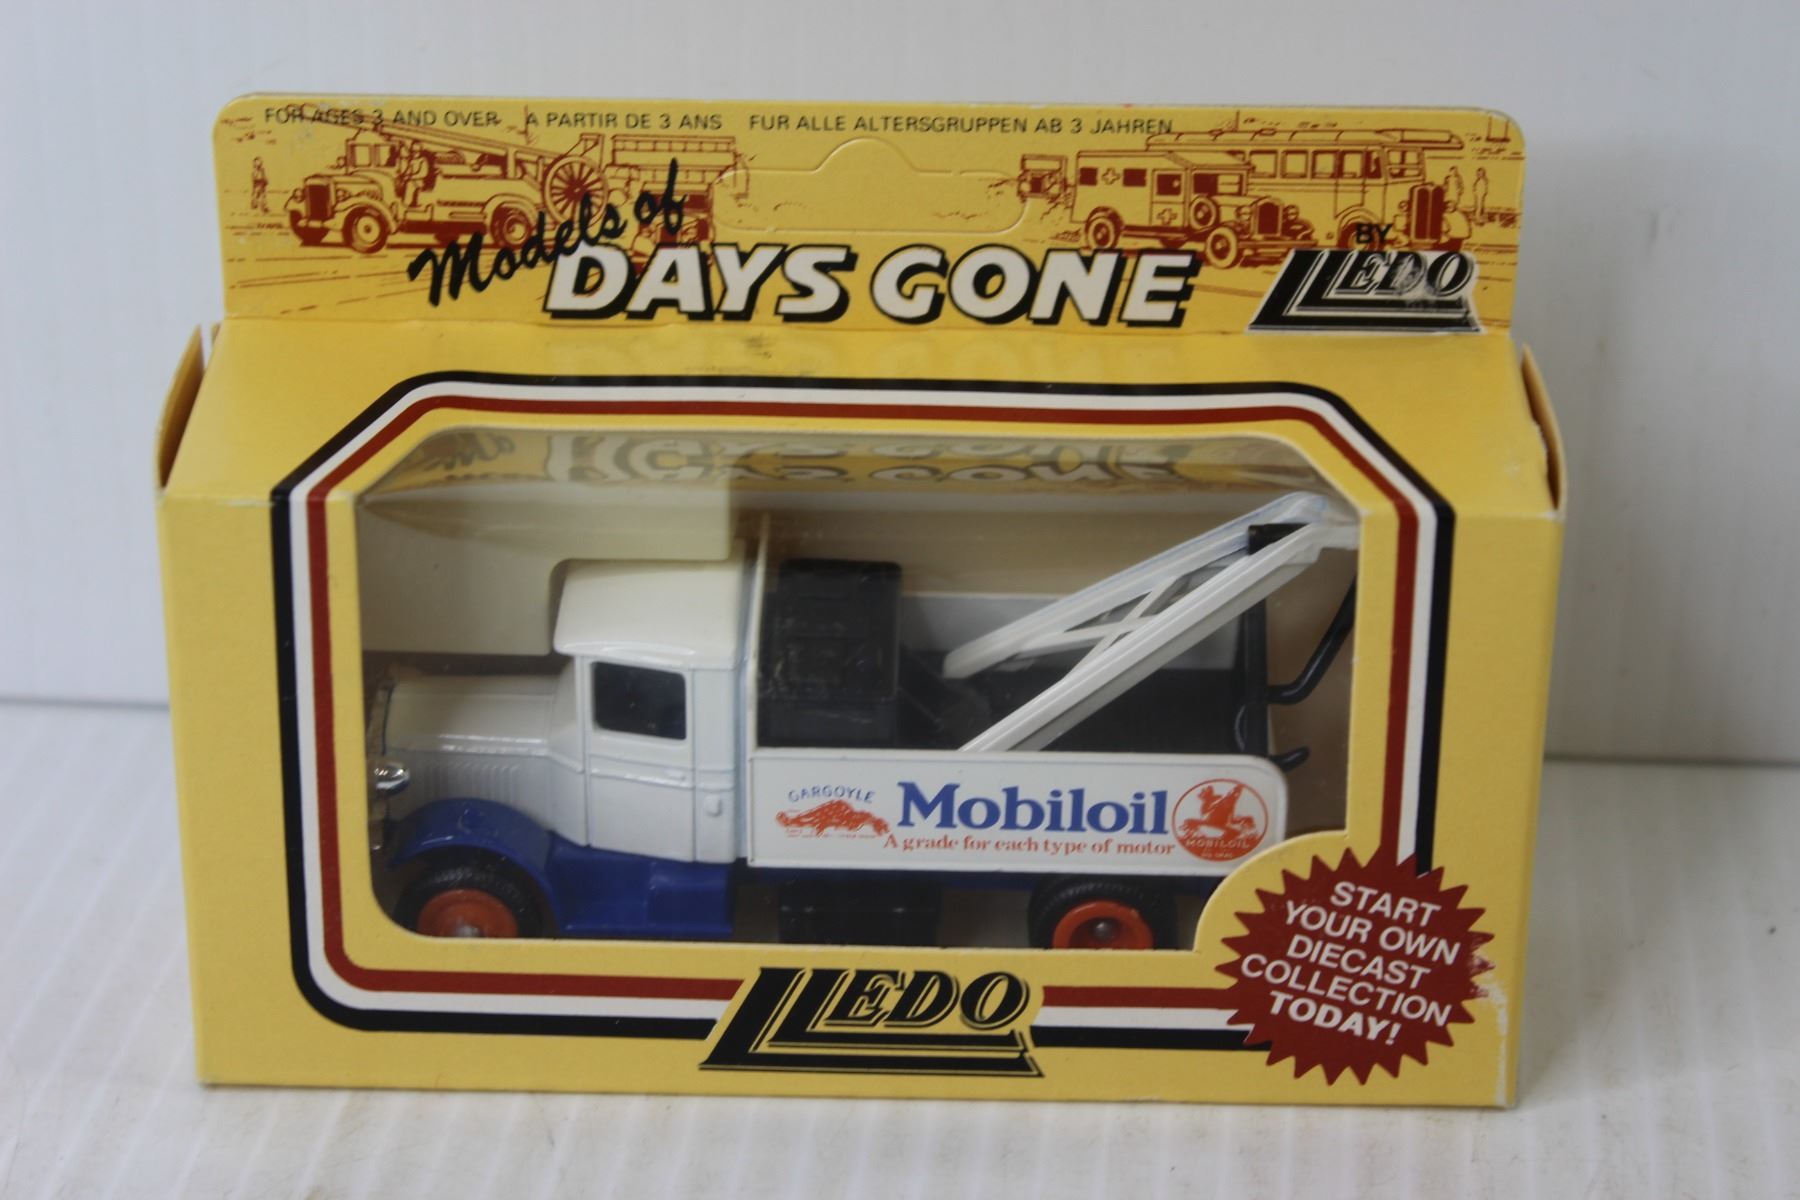 FOR AGES 3 AND OVER A PARTIR DE 3 ANS FUR ALLE ALTERSGRUPPEN AB 3 JAHREN
Models of
DAYS GONE
BY
LLEDO
GARGOYLE
Mobiloil
A grade for each type of motor
MOBILOIL
START
YOUR OWN
DIECAST
COLLECTION
TODAY!
LLEDO